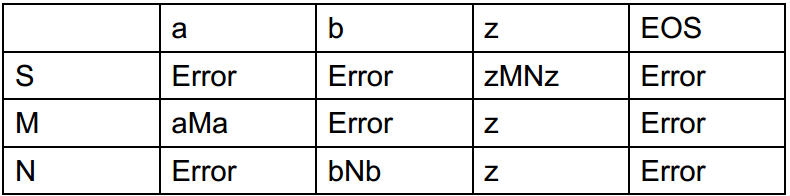 a b z EOS
S Error Error zMNz Error
M aMa Error z Error
N Error bNb z Error